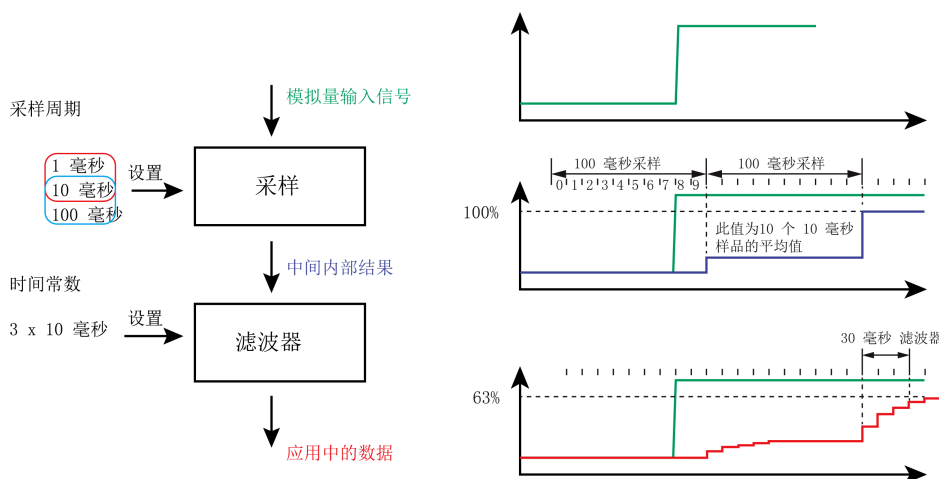 采样周期
1 毫秒
10 毫秒
100 毫秒
设置
模拟量输入信号
采样
中间内部结果
时间常数
3 x 10 毫秒
设置
滤波器
应用中的数据
100 毫秒采样
100 毫秒采样
0 1 2 3 4 5 6 7 8 9
100%
此值为10 个 10 毫秒
样品的平均值
30 毫秒 滤波器
63%